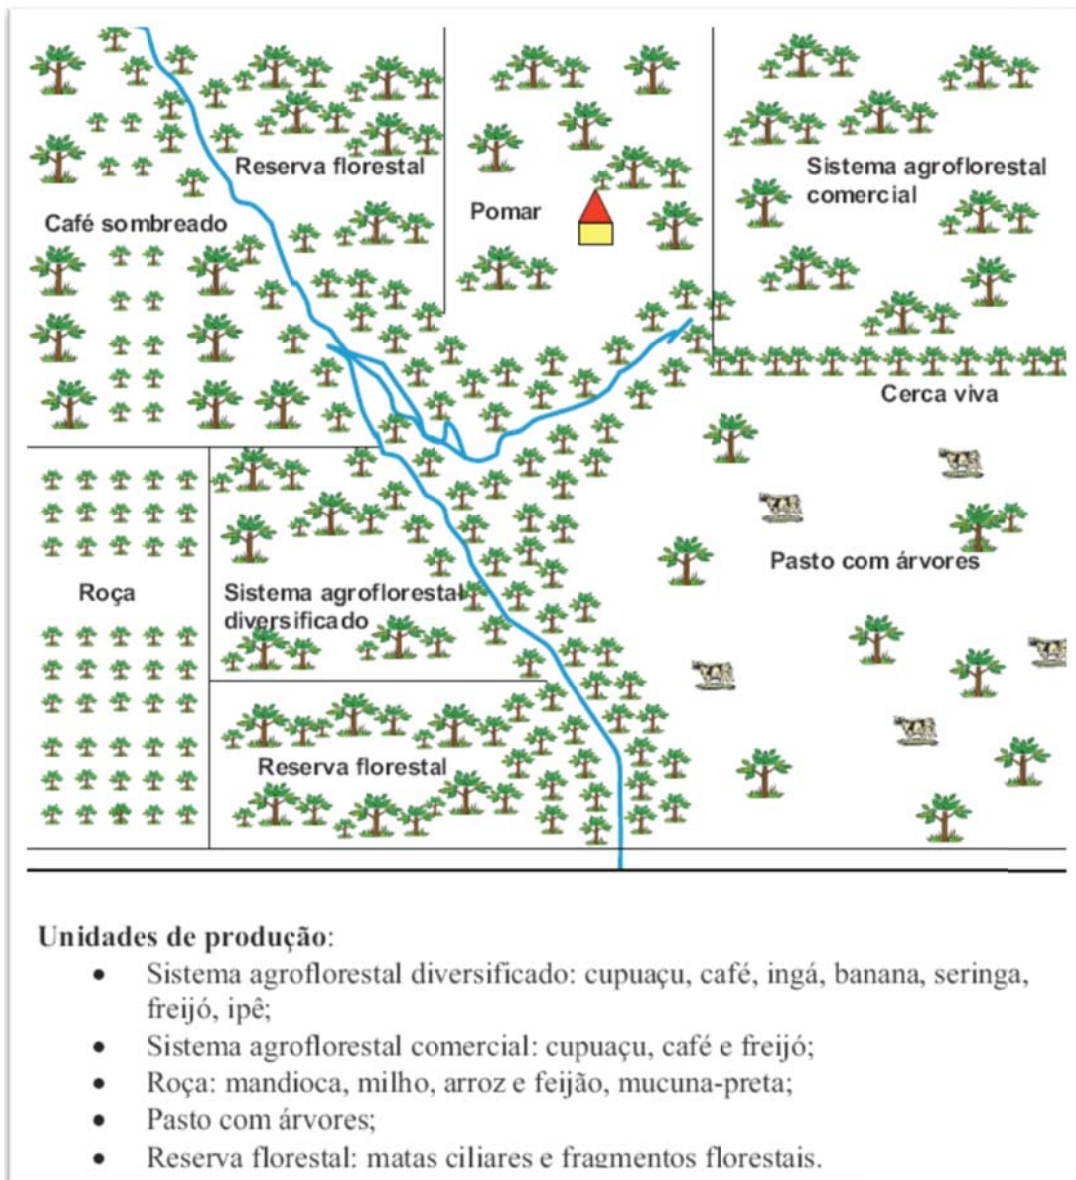 Reserva florestal
Sistema agroflorestal
comercial
Pomar
Café sombreado
Cerca viva
Pasto com árvores
Roça
Sistema agroflorestal
diversificado
Reserva florestal
Unidades de produção:
• Sistema agroflorestal diversificado: cupuaçu, café, ingá, banana, seringa,
freijó, ipê;
• Sistema agroflorestal comercial: cupuaçu, café e freijó;
• Roça: mandioca, milho, arroz e feijão, mucuna-preta;
• Pasto com árvores;
• Reserva florestal: matas ciliares e fragmentos florestais.